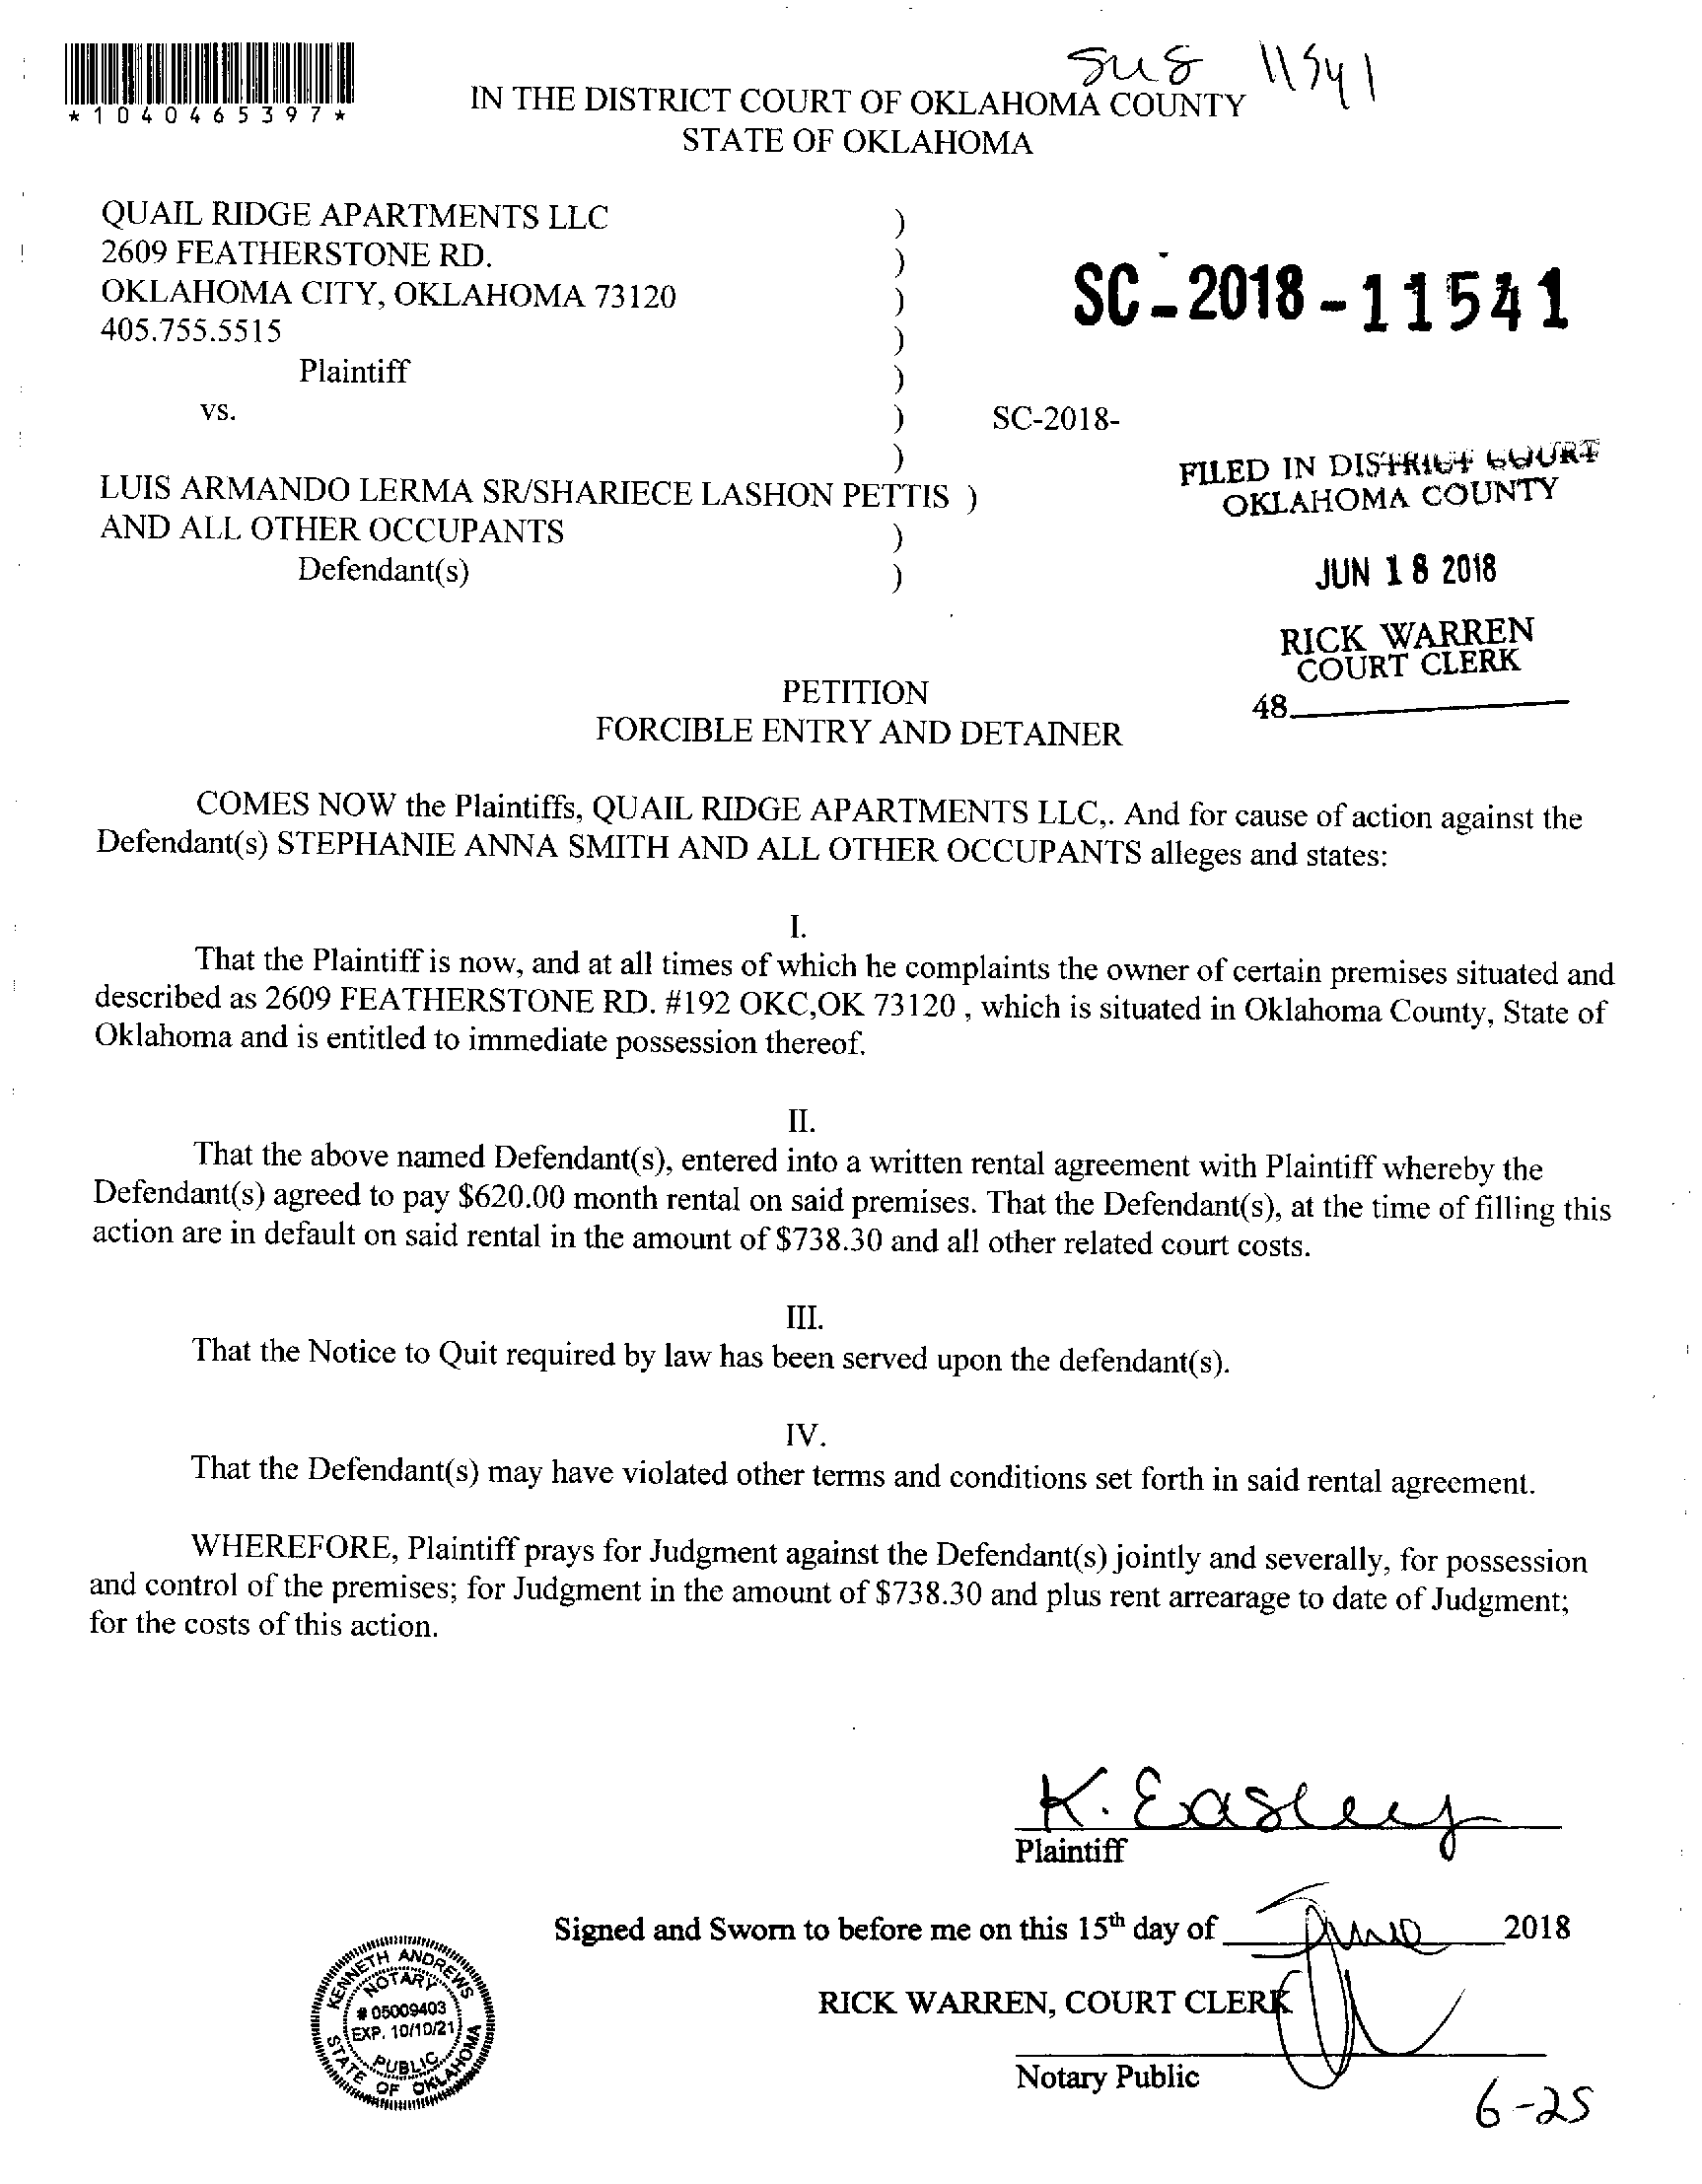 SUS 11541
*1040465397*
IN THE DISTRICT COURT OF OKLAHOMA COUNTY
STATE OF OKLAHOMA
QUAIL RIDGE APARTMENTS LLC )
2609 FEATHERSTONE RD. )
OKLAHOMA CITY, OKLAHOMA 73120 )
405.755.5515 )
Plaintiff )
SC-2018-11541
vs. ) SC-2018-
)
LUIS ARMANDO LERMA SR/SHARIECE LASHON PETTIS )
AND ALL OTHER OCCUPANTS )
Defendant(s) )
FILED IN DISTRICT COURT
OKLAHOMA COUNTY
JUN 18 2018
RICK WARREN
COURT CLERK
48
PETITION
FORCIBLE ENTRY AND DETAINER
COMES NOW the Plaintiffs, QUAIL RIDGE APARTMENTS LLC,. And for cause of action against the
Defendant(s) STEPHANIE ANNA SMITH AND ALL OTHER OCCUPANTS alleges and states:
I.
That the Plaintiff is now, and at all times of which he complaints the owner of certain premises situated and
described as 2609 FEATHERSTONE RD. #192 OKC,OK 73120 , which is situated in Oklahoma County, State of
Oklahoma and is entitled to immediate possession thereof.
II.
That the above named Defendant(s), entered into a written rental agreement with Plaintiff whereby the
Defendant(s) agreed to pay $620.00 month rental on said premises. That the Defendant(s), at the time of filling this
action are in default on said rental in the amount of $738.30 and all other related court costs.
III.
That the Notice to Quit required by law has been served upon the defendant(s).
IV.
That the Defendant(s) may have violated other terms and conditions set forth in said rental agreement.
WHEREFORE, Plaintiff prays for Judgment against the Defendant(s) jointly and severally, for possession
and control of the premises; for Judgment in the amount of $738.30 and plus rent arrearage to date of Judgment;
for the costs of this action.
K. Easley
Plaintiff
Signed and Sworn to before me on this 15th day of June 2018
RICK WARREN, COURT CLERK
Notary Public
6-25
KENNETH ANDREWS
NOTARY
# 05009403
EXP. 10/10/21
PUBLIC
STATE OF OKLAHOMA